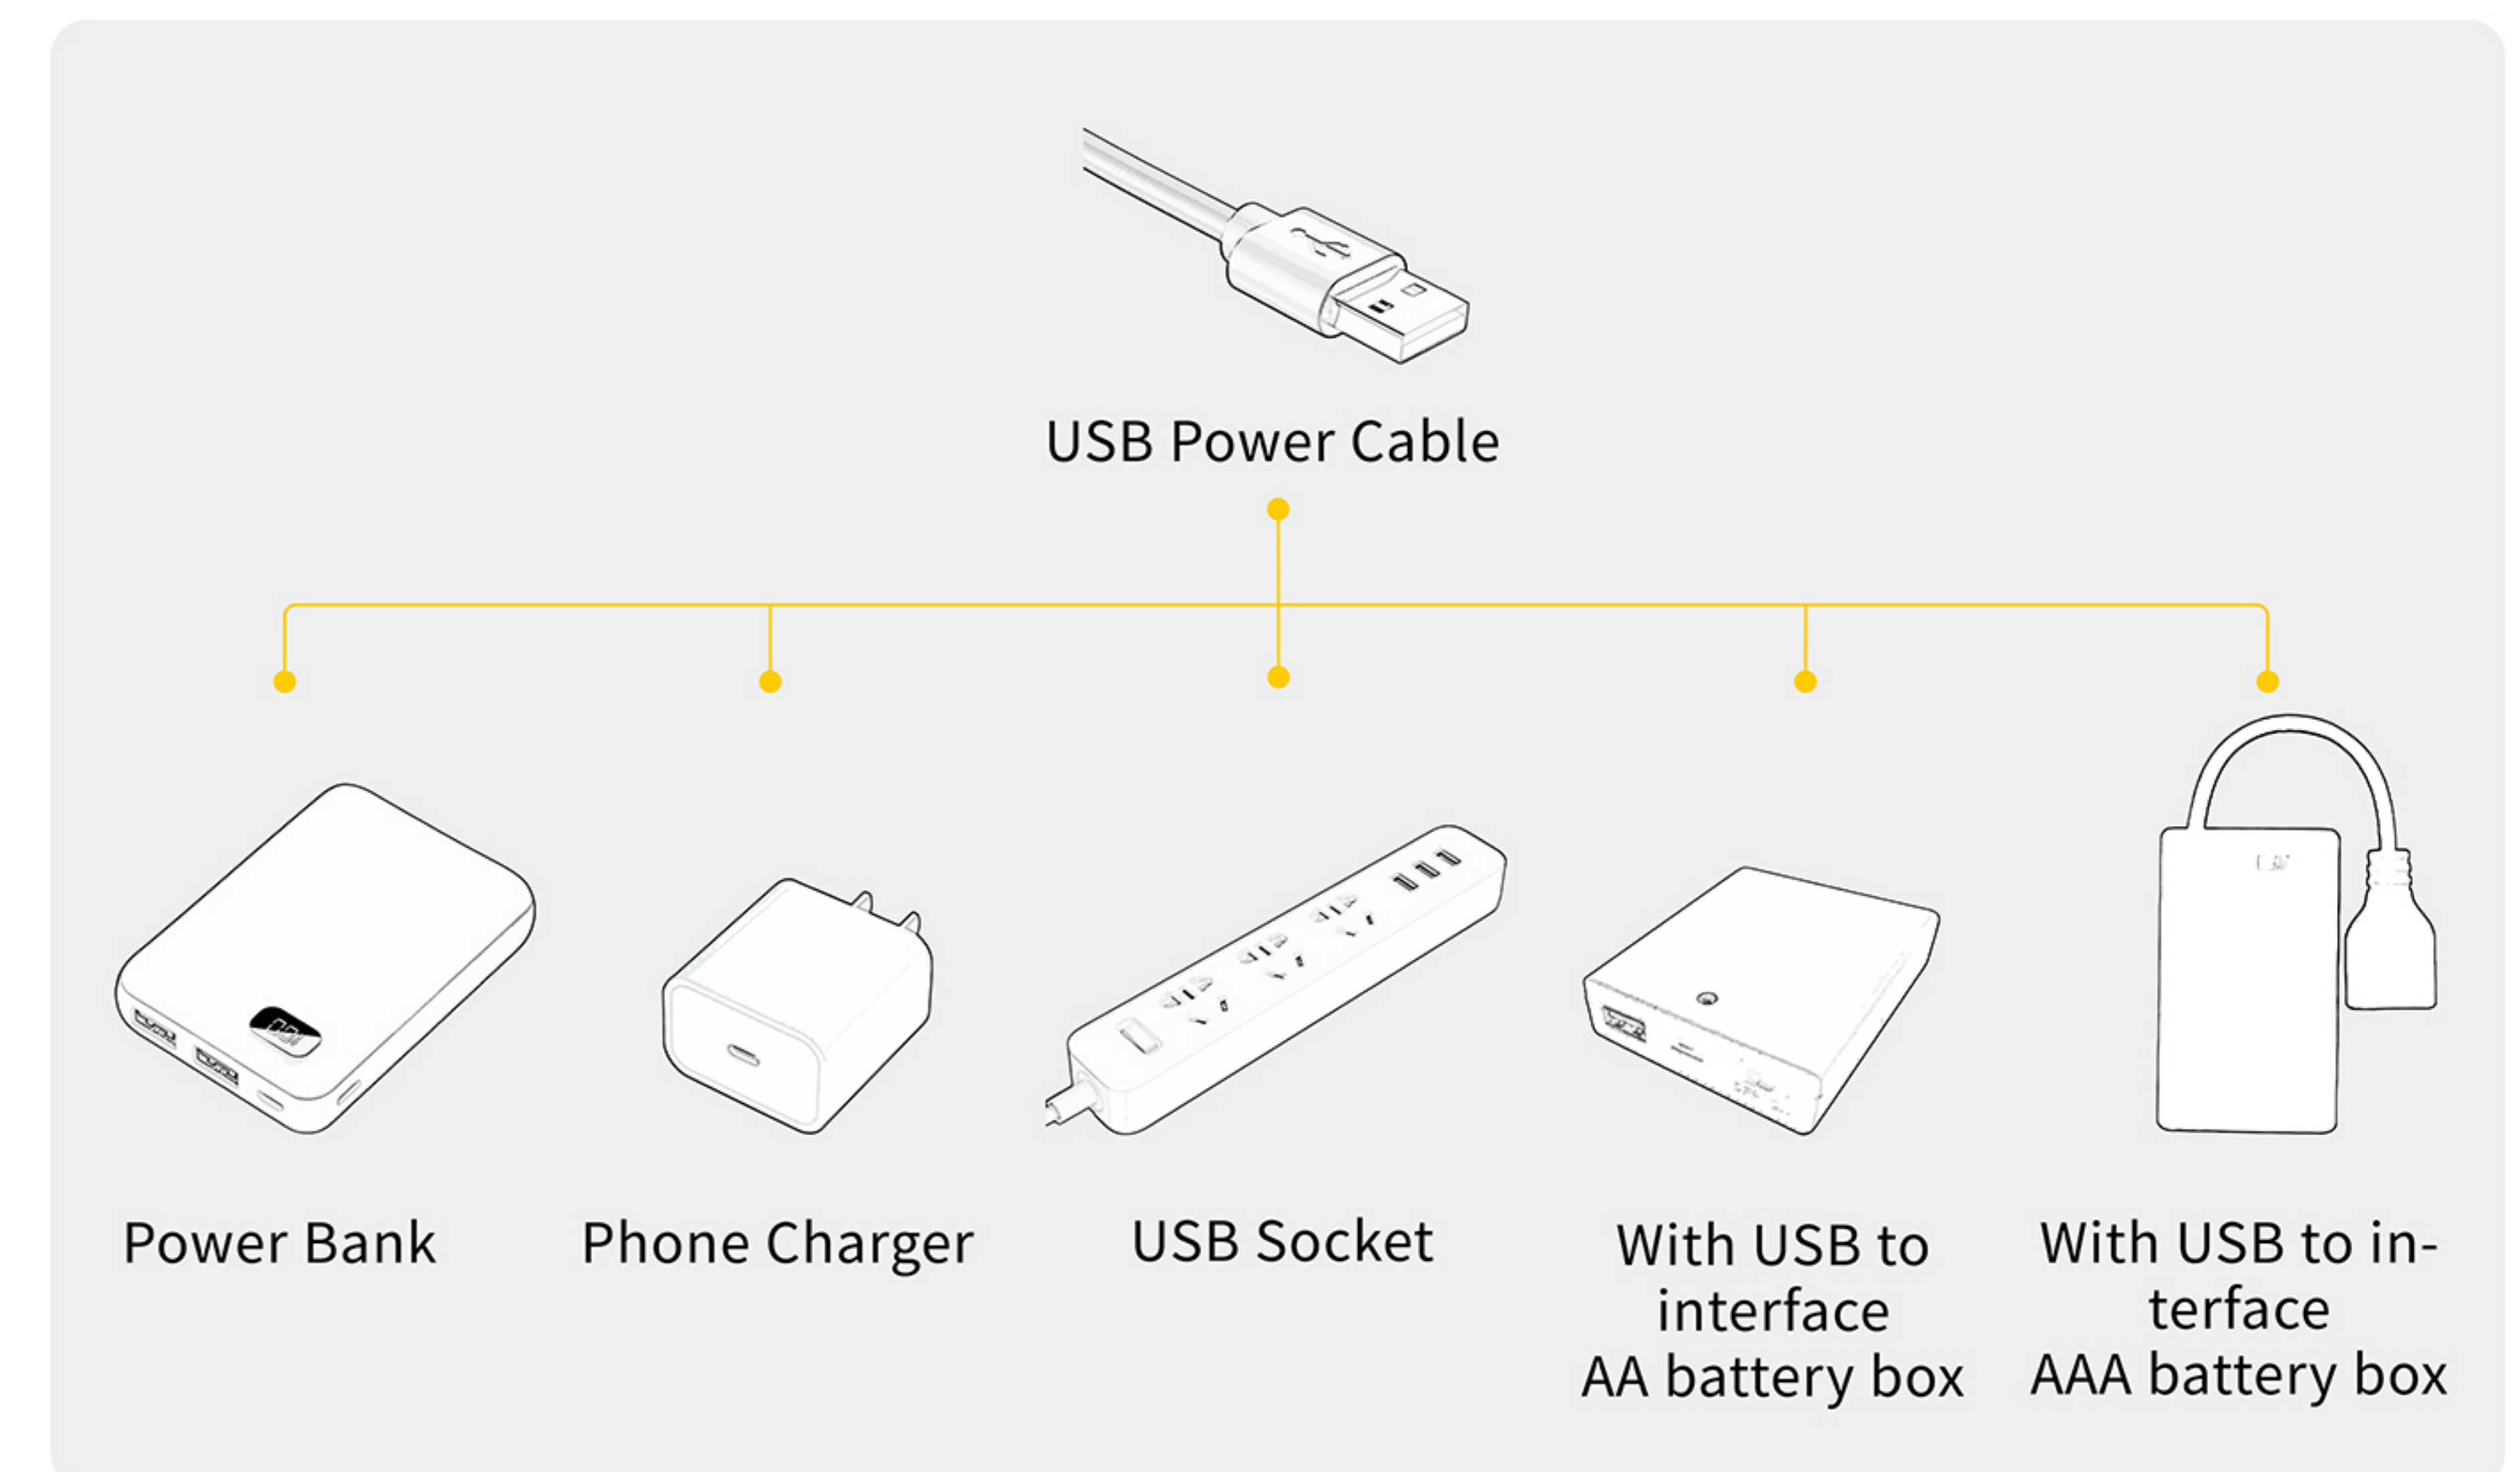 USB Power Cable
Power Bank
Phone Charger
USB Socket
With USB to
interface
AA battery box
With USB to in-
terface
AAA battery box